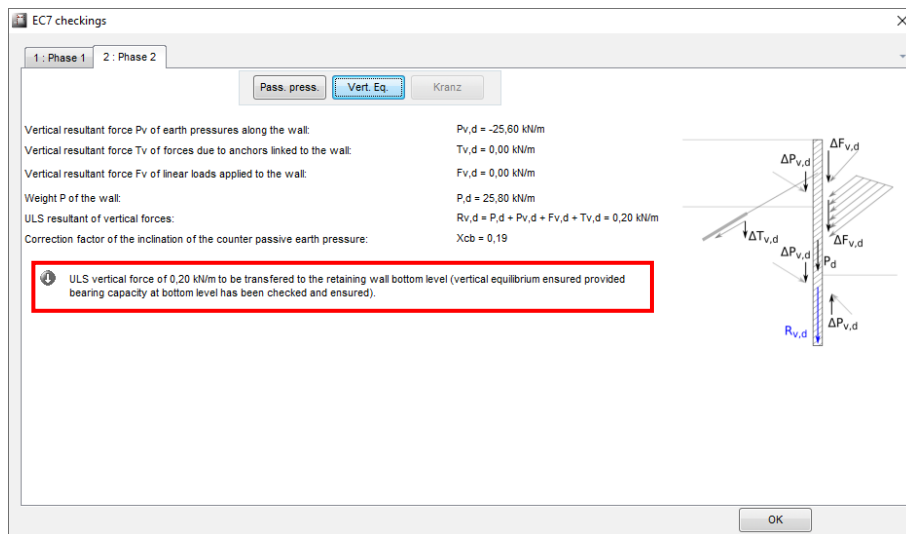 EC7 checkings
1 : Phase 1
2 : Phase 2
Pass. press.
Vert. Eq.
Kranz
Vertical resultant force Pv of earth pressures along the wall: Pv,d = -25,60 kN/m
Vertical resultant force Tv of forces due to anchors linked to the wall: Tv,d = 0,00 kN/m
Vertical resultant force Fv of linear loads applied to the wall: Fv,d = 0,00 kN/m
Weight P of the wall: P,d = 25,80 kN/m
ULS resultant of vertical forces: Rv,d = P,d + Pv,d + Fv,d + Tv,d = 0,20 kN/m
Correction factor of the inclination of the counter passive earth pressure: Xcb = 0,19
ULS vertical force of 0,20 kN/m to be transfered to the retaining wall bottom level (vertical equilibrium ensured provided
bearing capacity at bottom level has been checked and ensured).
ΔFv,d
ΔPv,d
ΔTv,d
ΔFv,d
ΔPv,d
Pd
ΔPv,d
Rv,d
OK